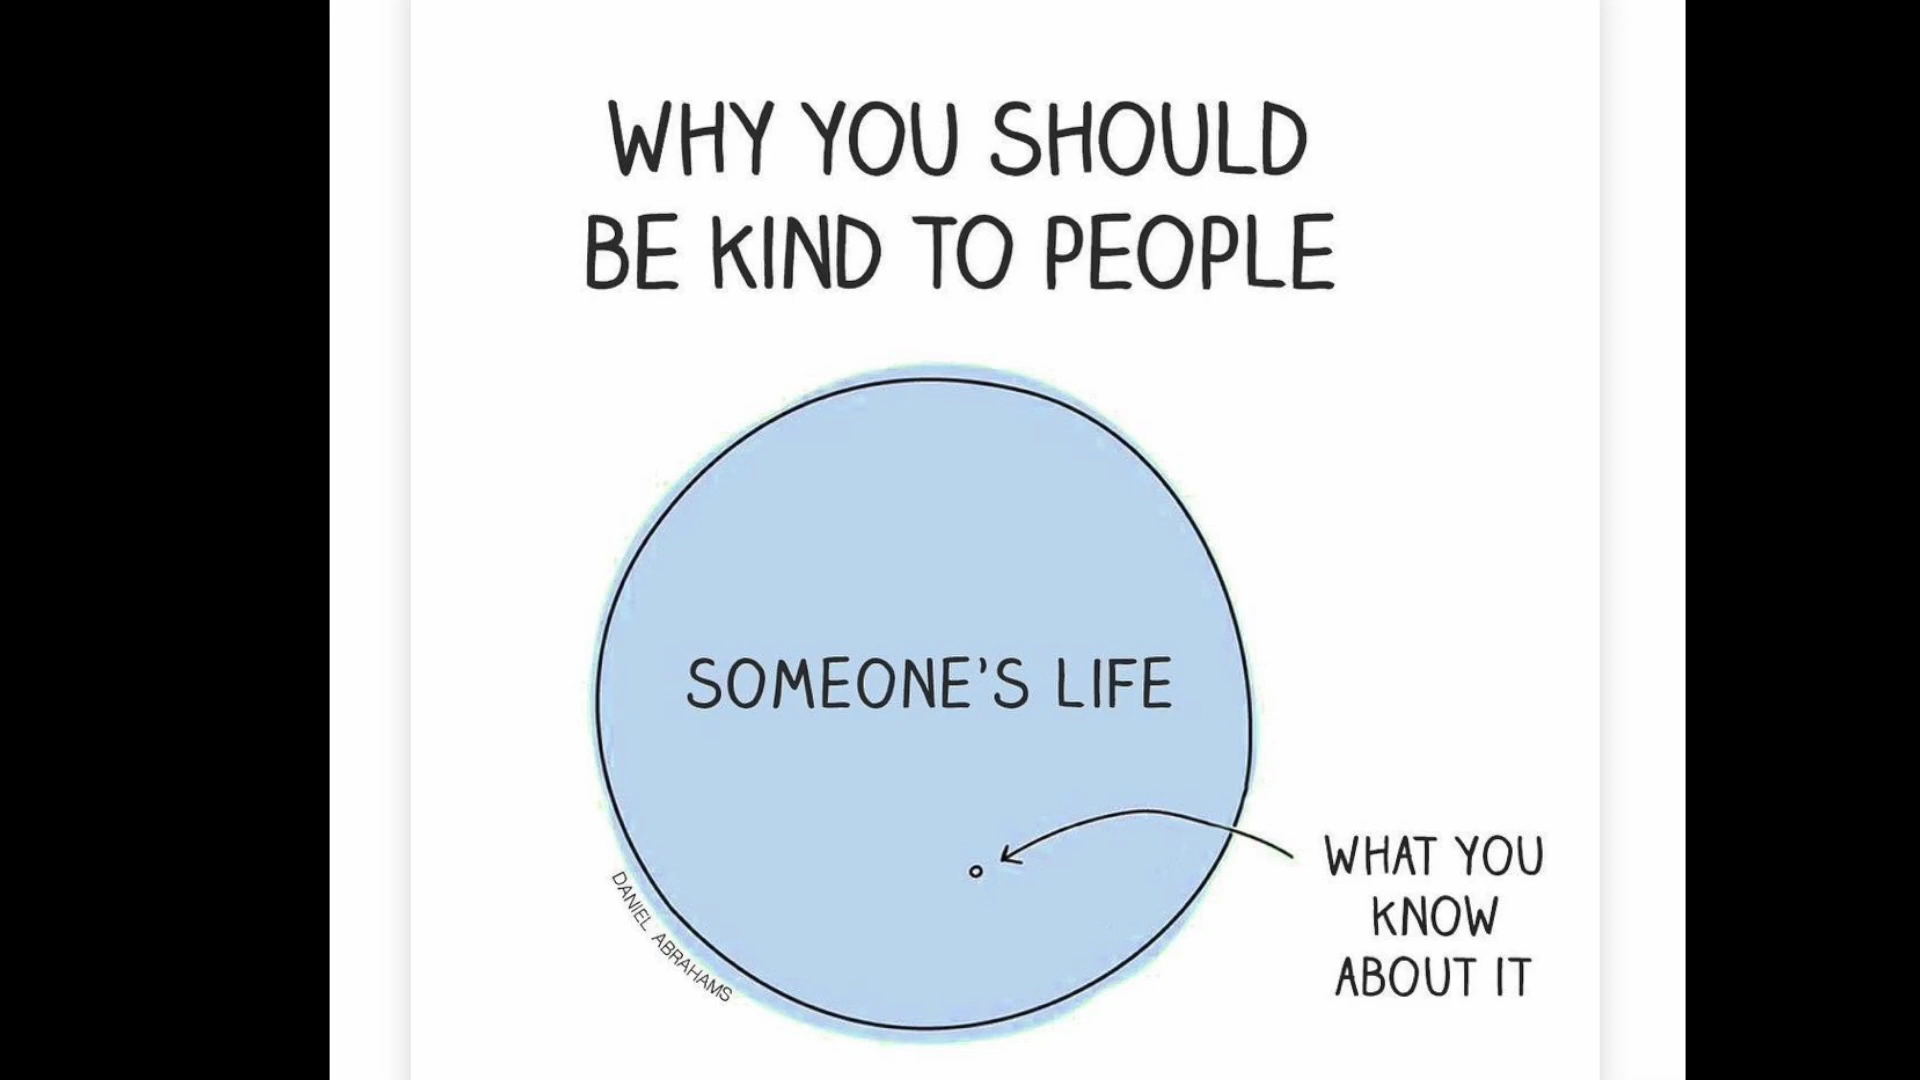 WHY YOU SHOULD
BE KIND TO PEOPLE
SOMEONE'S LIFE
WHAT YOU
KNOW
ABOUT IT
DANIEL ABRAHAMS